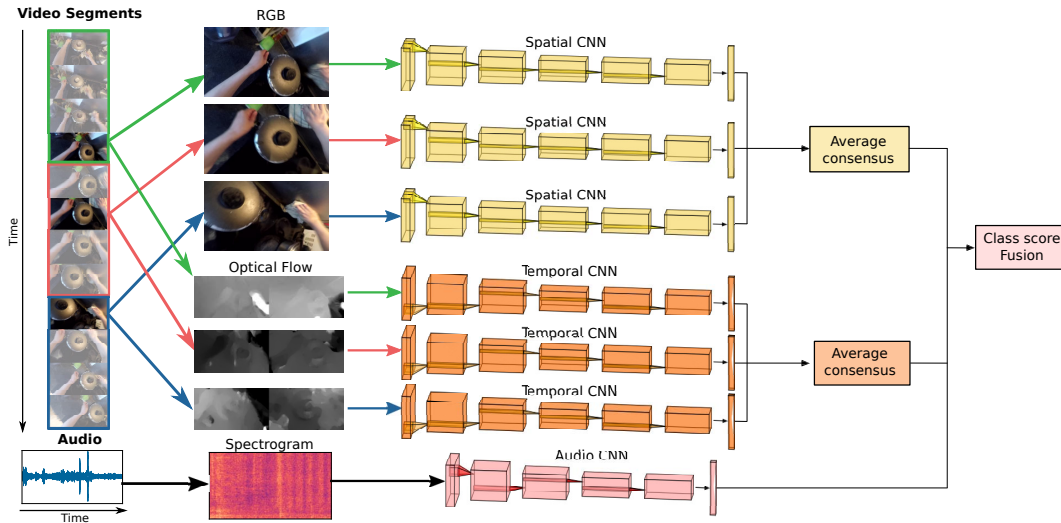 Video Segments
RGB
Spatial CNN
Spatial CNN
Average
consensus
Spatial CNN
Time
Class score
Fusion
Optical Flow
Temporal CNN
Temporal CNN
Average
consensus
Temporal CNN
Audio
Spectrogram
Audio CNN
Time